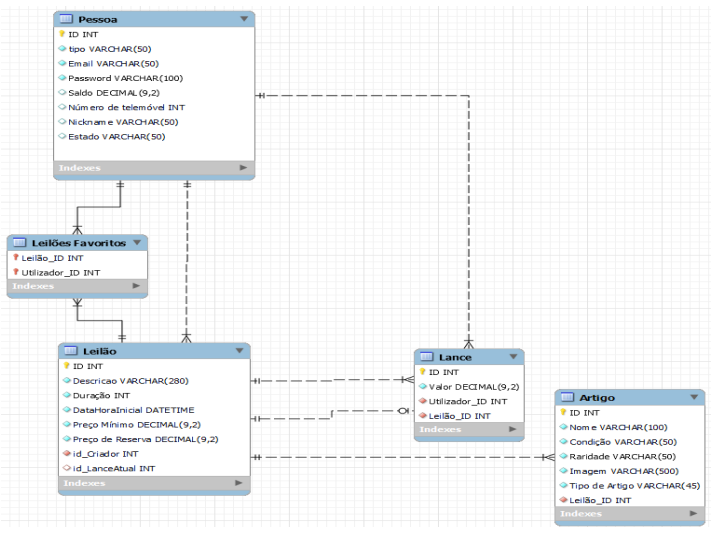 Pessoa
ID INT
tipo VARCHAR(50)
Email VARCHAR(50)
Password VARCHAR(100)
Saldo DECIMAL(9,2)
Número de telemóvel INT
Nickname VARCHAR(50)
Estado VARCHAR(50)
Indexes
Leilões Favoritos
Leilão_ID INT
Utilizador_ID INT
Indexes
Leilão
ID INT
Descricao VARCHAR(280)
Duração INT
DataHoraInicial DATETIME
Preço Mínimo DECIMAL(9,2)
Preço de Reserva DECIMAL(9,2)
id_Criador INT
id_LanceAtual INT
Indexes
Lance
ID INT
Valor DECIMAL(9,2)
Utilizador_ID INT
Leilão_ID INT
Indexes
Artigo
ID INT
Nome VARCHAR(100)
Condição VARCHAR(50)
Raridade VARCHAR(50)
Imagem VARCHAR(500)
Tipo de Artigo VARCHAR(45)
Leilão_ID INT
Indexes